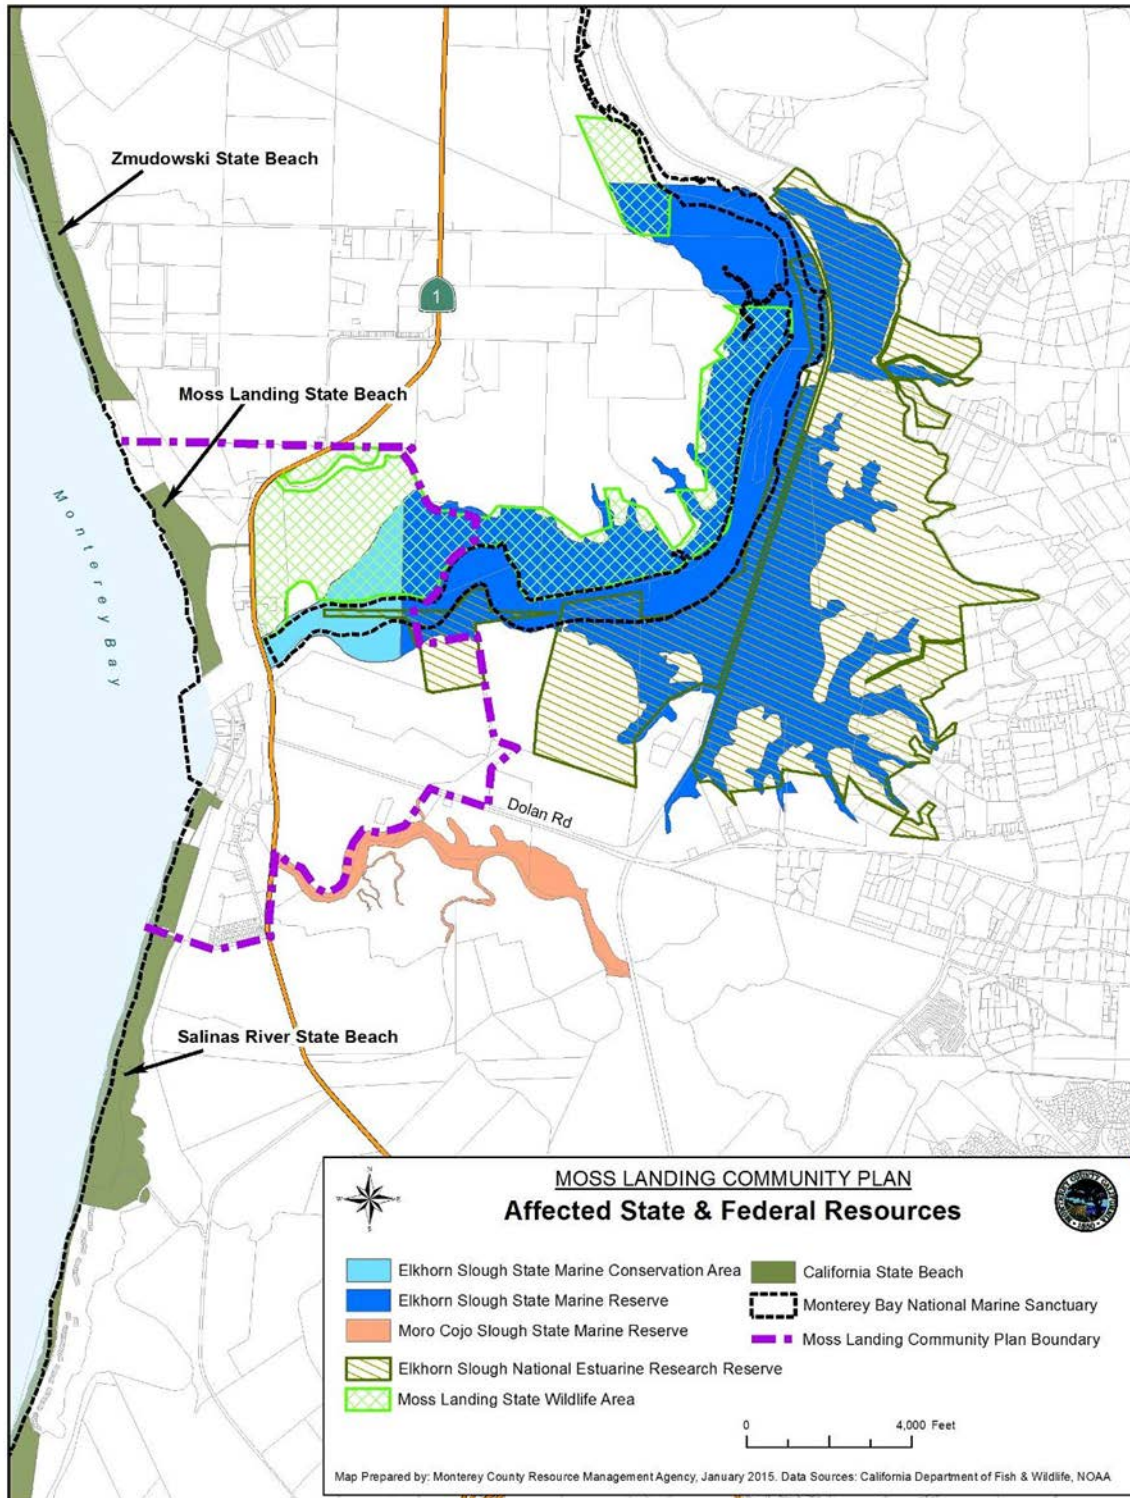 Zmudowski State Beach
1
Moss Landing State Beach
Monterey Bay
Dolan Rd
Salinas River State Beach
MOSS LANDING COMMUNITY PLAN
Affected State & Federal Resources
N
W
E
S
Elkhorn Slough State Marine Conservation Area
Elkhorn Slough State Marine Reserve
Moro Cojo Slough State Marine Reserve
Elkhorn Slough National Estuarine Research Reserve
Moss Landing State Wildlife Area
California State Beach
Monterey Bay National Marine Sanctuary
Moss Landing Community Plan Boundary
0 4,000 Feet
Map Prepared by: Monterey County Resource Management Agency, January 2015. Data Sources: California Department of Fish & Wildlife, NOAA